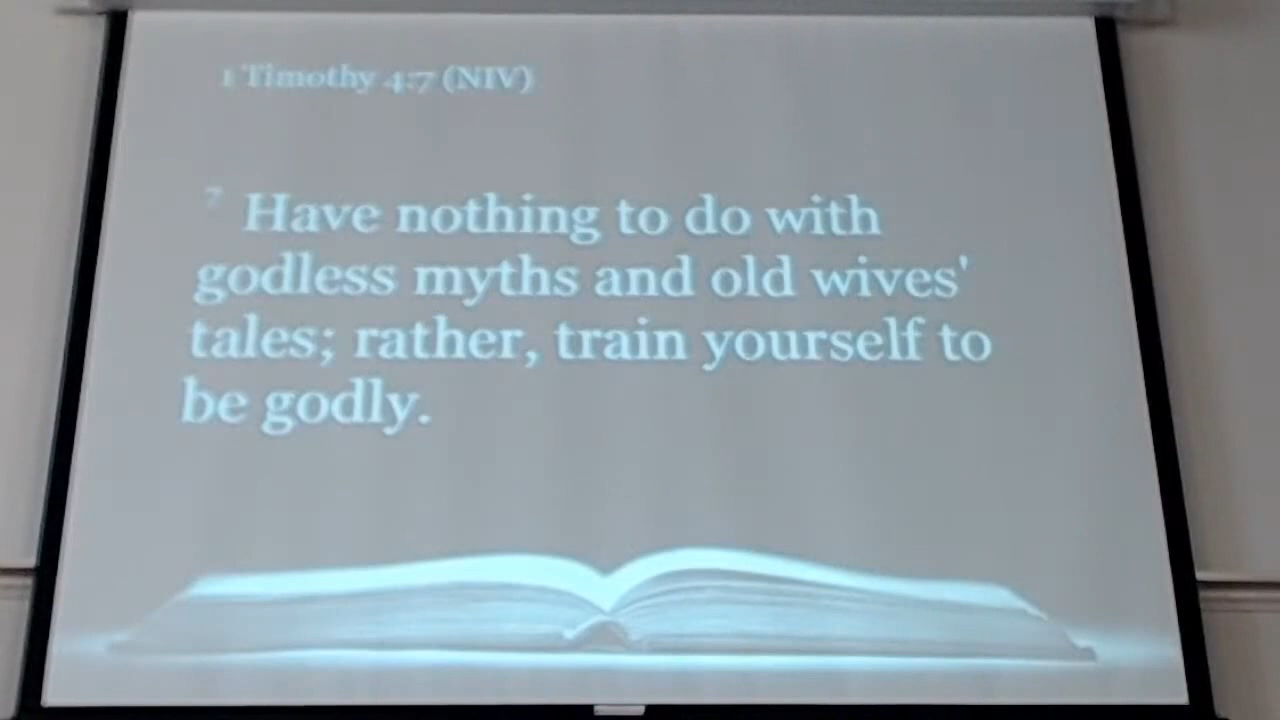 1 Timothy 4:7 (NIV)
7 Have nothing to do with
godless myths and old wives'
tales; rather, train yourself to
be godly.